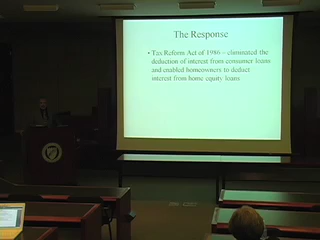 The Response
• Tax Reform Act of 1986 – eliminated the
deduction of interest from consumer loans
and enabled homeowners to deduct
interest from home equity loans